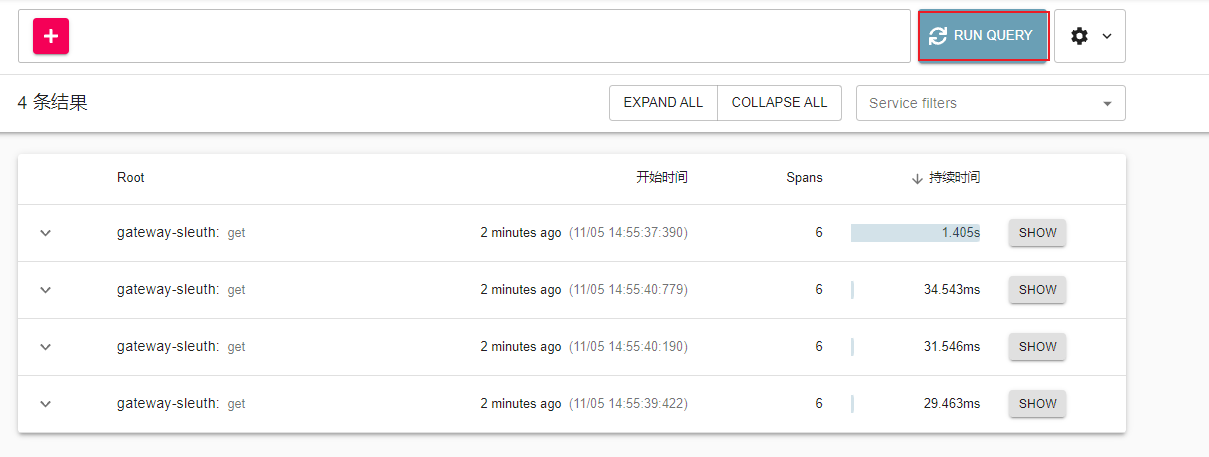 RUN QUERY
4 条结果 EXPAND ALL COLLAPSE ALL Service filters
Root 开始时间 Spans 持续时间
gateway-sleuth: get 2 minutes ago (11/05 14:55:37:390) 6 1.405s SHOW
gateway-sleuth: get 2 minutes ago (11/05 14:55:40:779) 6 34.543ms SHOW
gateway-sleuth: get 2 minutes ago (11/05 14:55:40:190) 6 31.546ms SHOW
gateway-sleuth: get 2 minutes ago (11/05 14:55:39:422) 6 29.463ms SHOW